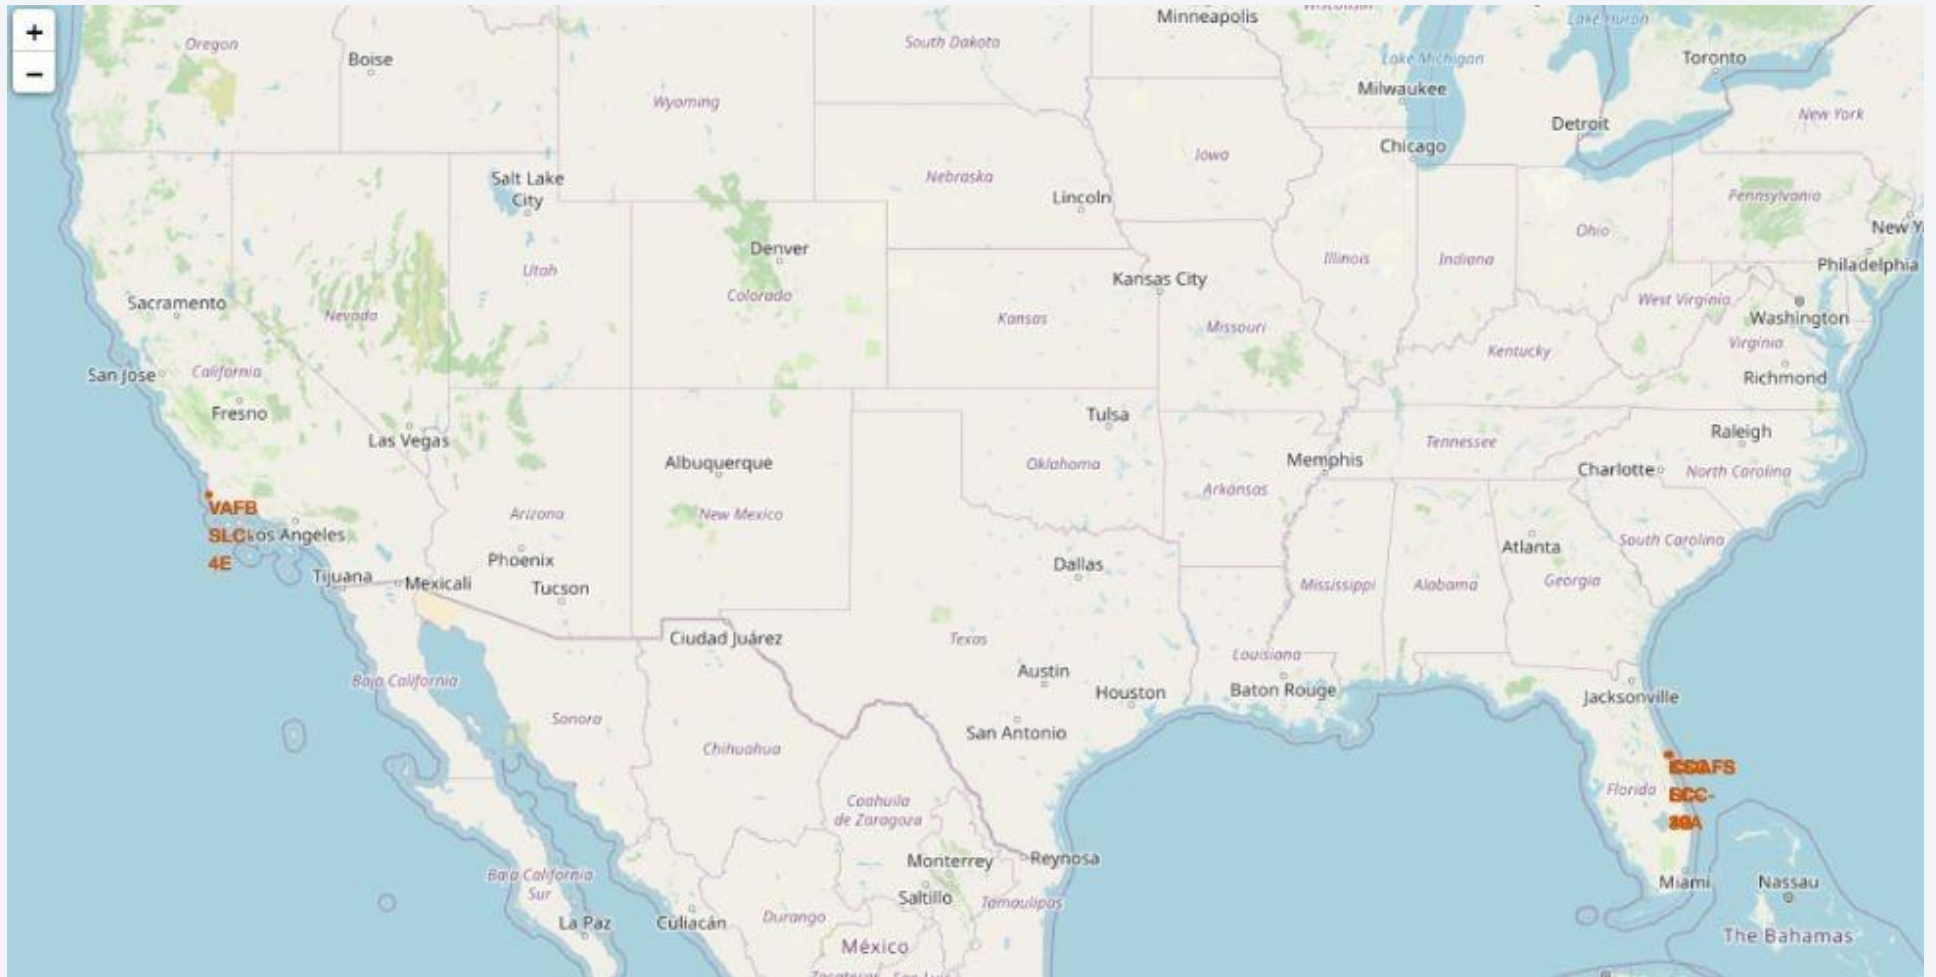 +
−
Oregon
Boise
South Dakota
Minneapolis
Lake Michigan
Lake Huron
Toronto
Wyoming
Milwaukee
Detroit
New York
Chicago
Iowa
Salt Lake
City
Nebraska
Lincoln
Pennsylvania
Denver
Ohio
Utah
Colorado
Kansas City
Illinois
Indiana
Philadelphia
Sacramento
Nevada
Kansas
Missouri
West Virginia
Washington
Virginia
Kentucky
San Jose
California
Richmond
Fresno
Las Vegas
Tulsa
Tennessee
Raleigh
Albuquerque
Oklahoma
Memphis
Charlotte
North Carolina
Arkansas
VAFB
SLC-
4E
Los Angeles
Arizona
New Mexico
Phoenix
Dallas
Atlanta
South Carolina
Tijuana
Mexicali
Tucson
Mississippi
Alabama
Georgia
Ciudad Juárez
Texas
Louisiana
Baja California
Austin
Houston
Baton Rouge
Jacksonville
Sonora
Chihuahua
San Antonio
Florida
Coahuila
de Zaragoza
Monterrey
Reynosa
Baja California
Sur
Saltillo
Tamaulipas
Miami
Nassau
La Paz
Culiacán
Durango
México
The Bahamas